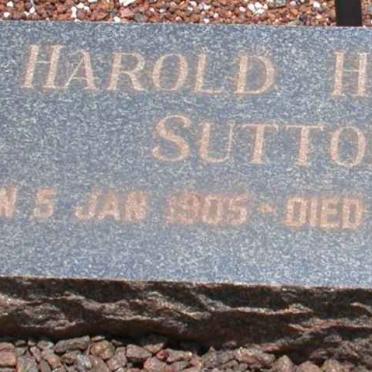 HAROLD H
SUTTO
N 5 JAN 1905 - DIED